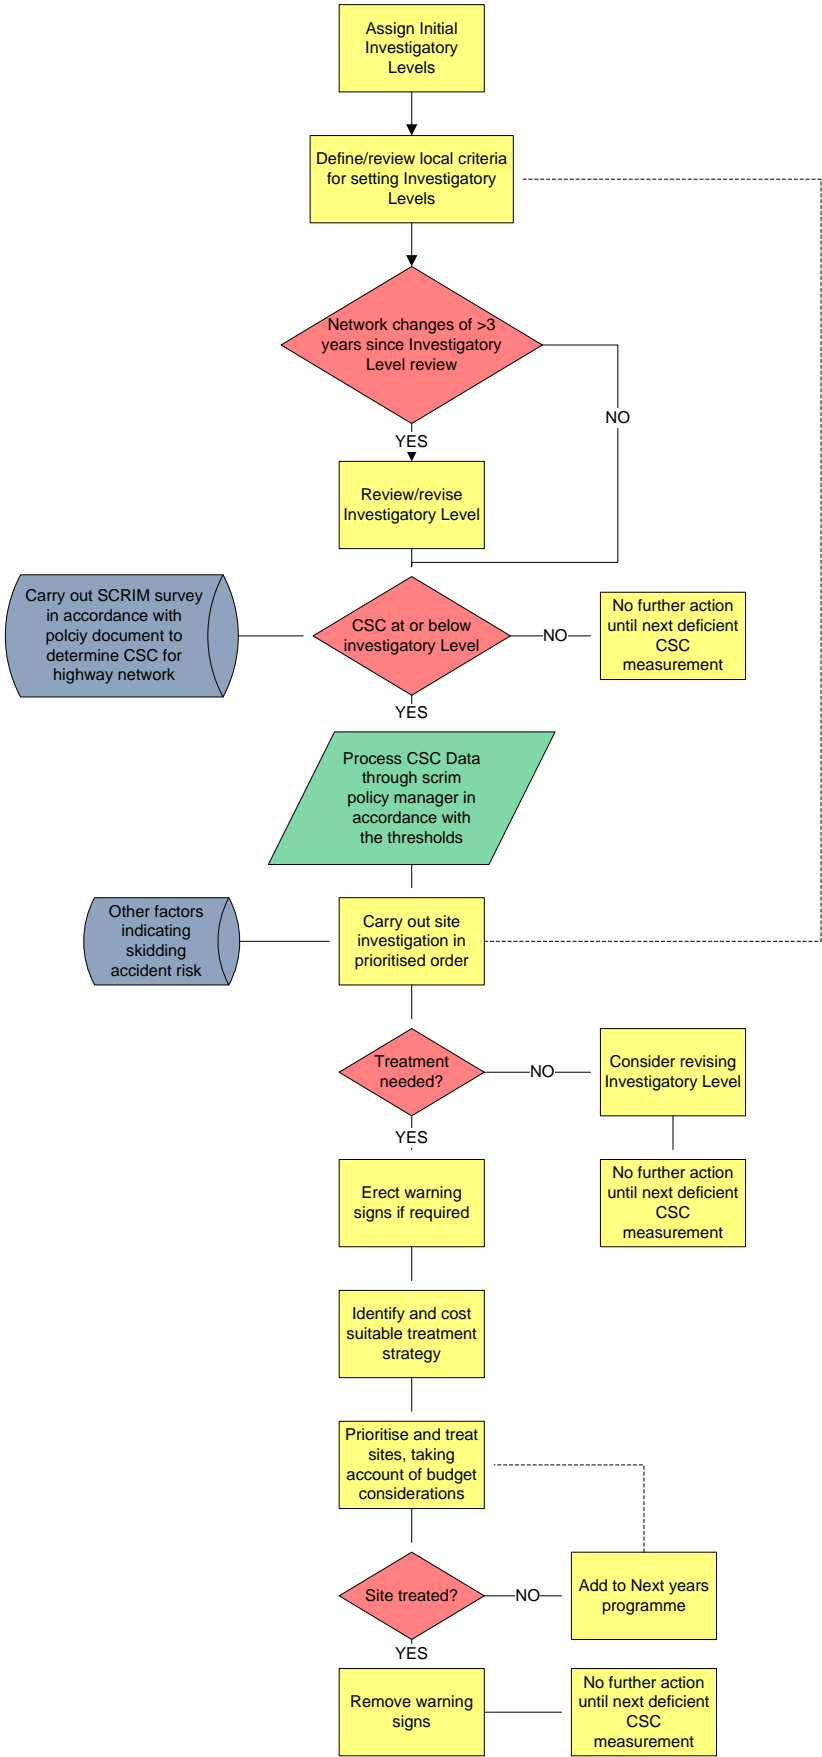 Assign Initial
Investigatory
Levels
Define/review local criteria
for setting Investigatory
Levels
Network changes of >3
years since Investigatory
Level review
NO
YES
Review/revise
Investigatory Level
Carry out SCRIM survey
in accordance with
polciy document to
determine CSC for
highway network
CSC at or below
investigatory Level
NO
No further action
until next deficient
CSC
measurement
YES
Process CSC Data
through scrim
policy manager in
accordance with
the thresholds
Other factors
indicating
skidding
accident risk
Carry out site
investigation in
prioritised order
Treatment
needed?
NO
Consider revising
Investigatory Level
YES
Erect warning
signs if required
No further action
until next deficient
CSC
measurement
Identify and cost
suitable treatment
strategy
Prioritise and treat
sites, taking
account of budget
considerations
Site treated?
NO
Add to Next years
programme
YES
Remove warning
signs
No further action
until next deficient
CSC
measurement